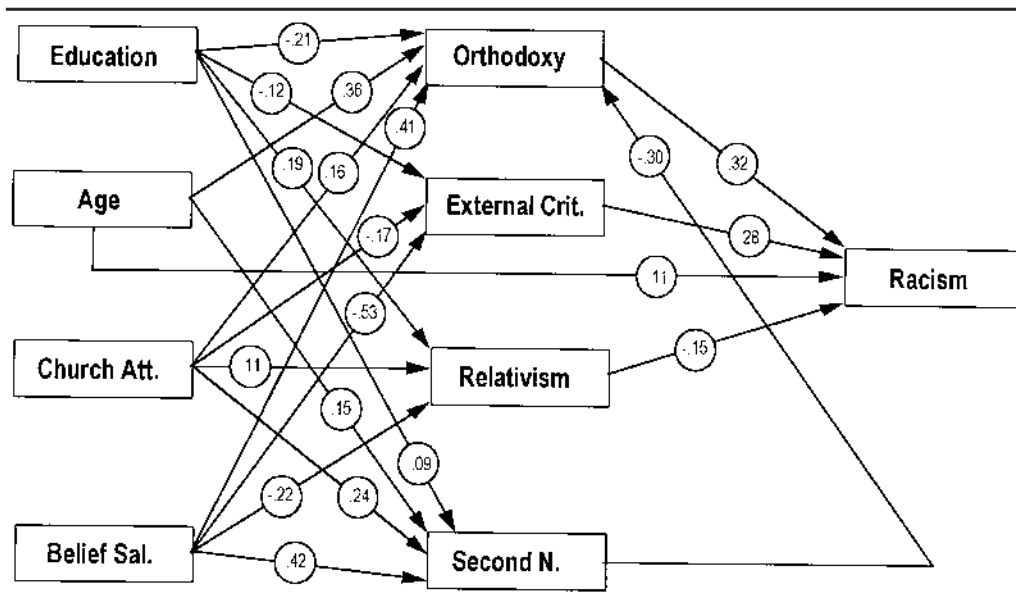 Education
-.21
Orthodoxy
-.12
.36
.41
.19
.16
-.30
.32
Age
External Crit.
-.17
.28
Racism
.11
-.53
Church Att.
.11
Relativism
-.15
.15
.09
-.22
.24
Belief Sal.
.42
Second N.